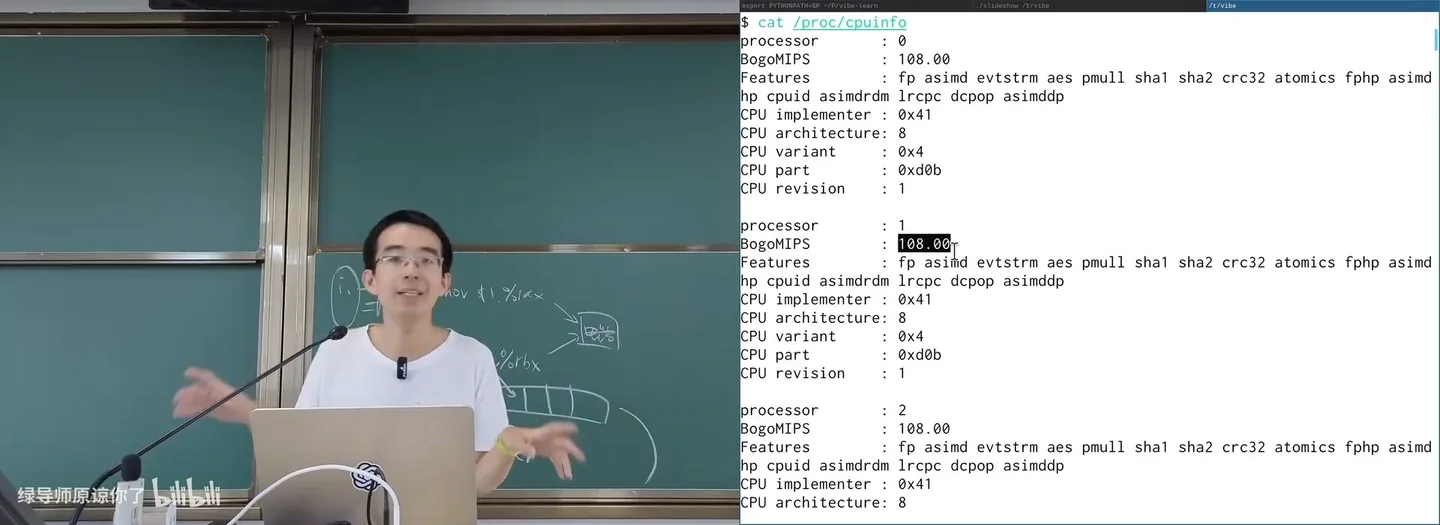 export PYTHONPATH=$P ~/P/vibe-learn
./slideshow /t/vibe
/t/vibe
$ cat /proc/cpuinfo
processor : 0
BogoMIPS : 108.00
Features : fp asimd evtstrm aes pmull sha1 sha2 crc32 atomics fphp asimd
hp cpuid asimdrdm lrcpc dcpop asimddp
CPU implementer : 0x41
CPU architecture: 8
CPU variant : 0x4
CPU part : 0xd0b
CPU revision : 1
processor : 1
BogoMIPS : 108.00
Features : fp asimd evtstrm aes pmull sha1 sha2 crc32 atomics fphp asimd
hp cpuid asimdrdm lrcpc dcpop asimddp
CPU implementer : 0x41
CPU architecture: 8
CPU variant : 0x4
CPU part : 0xd0b
CPU revision : 1
processor : 2
BogoMIPS : 108.00
Features : fp asimd evtstrm aes pmull sha1 sha2 crc32 atomics fphp asimd
hp cpuid asimdrdm lrcpc dcpop asimddp
CPU implementer : 0x41
CPU architecture: 8
mov $1, %rax
%rbx
绿导师原谅你了 bilibili